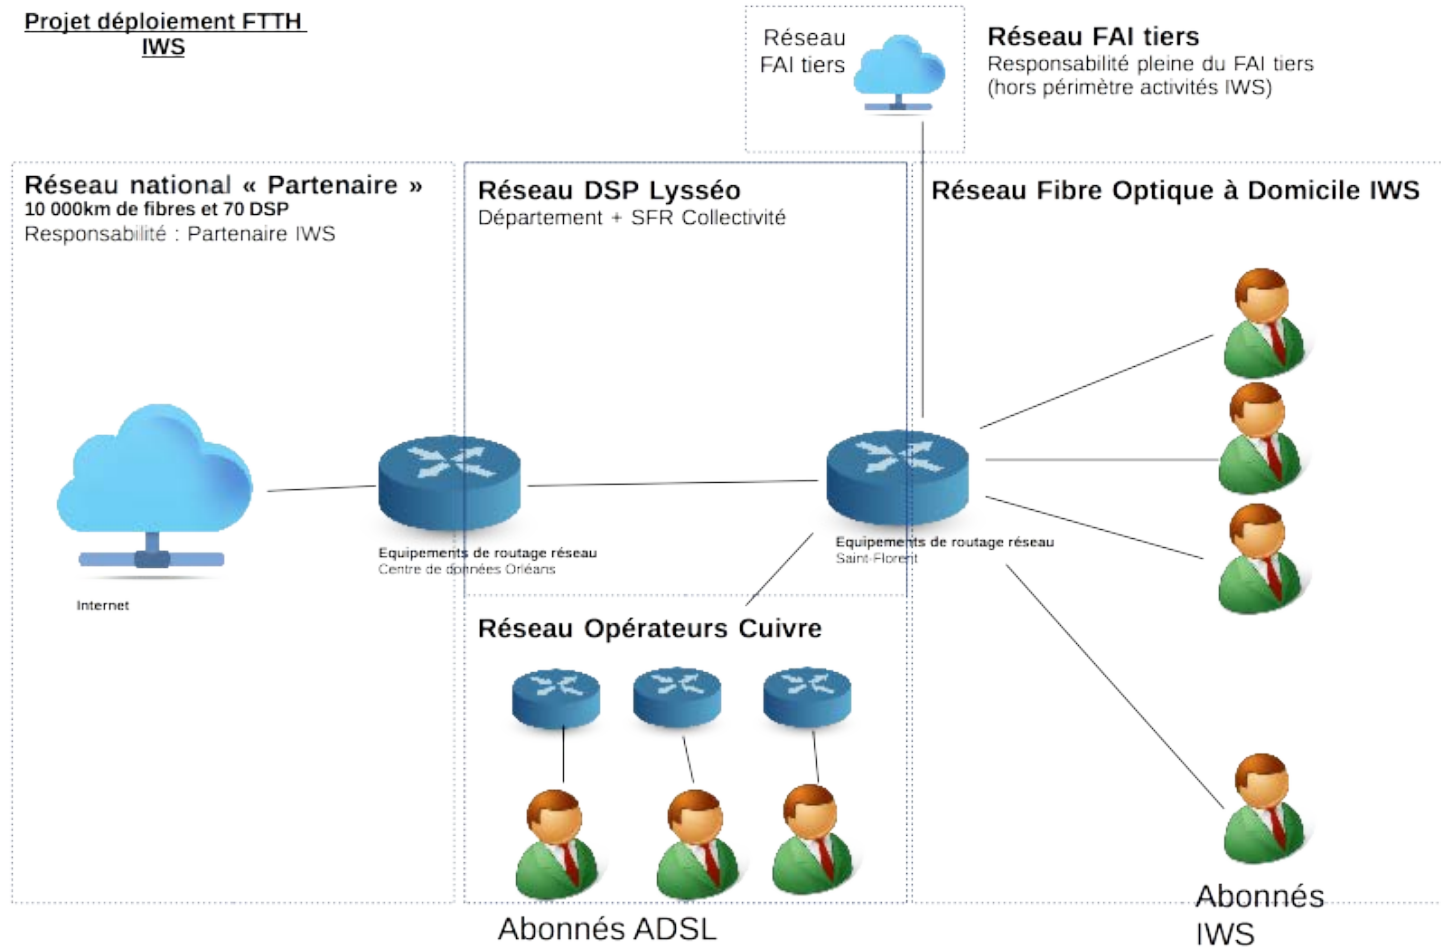 Projet déploiement FTTH
IWS
Réseau
FAI tiers
Réseau FAI tiers
Responsabilité pleine du FAI tiers
(hors périmètre activités IWS)
Réseau national « Partenaire »
10 000km de fibres et 70 DSP
Responsabilité : Partenaire IWS
Réseau DSP Lysséo
Département + SFR Collectivité
Réseau Fibre Optique à Domicile IWS
Equipements de routage réseau
Centre de données Orléans
Equipements de routage réseau
Saint-Florent
Internet
Réseau Opérateurs Cuivre
Abonnés ADSL
Abonnés
IWS